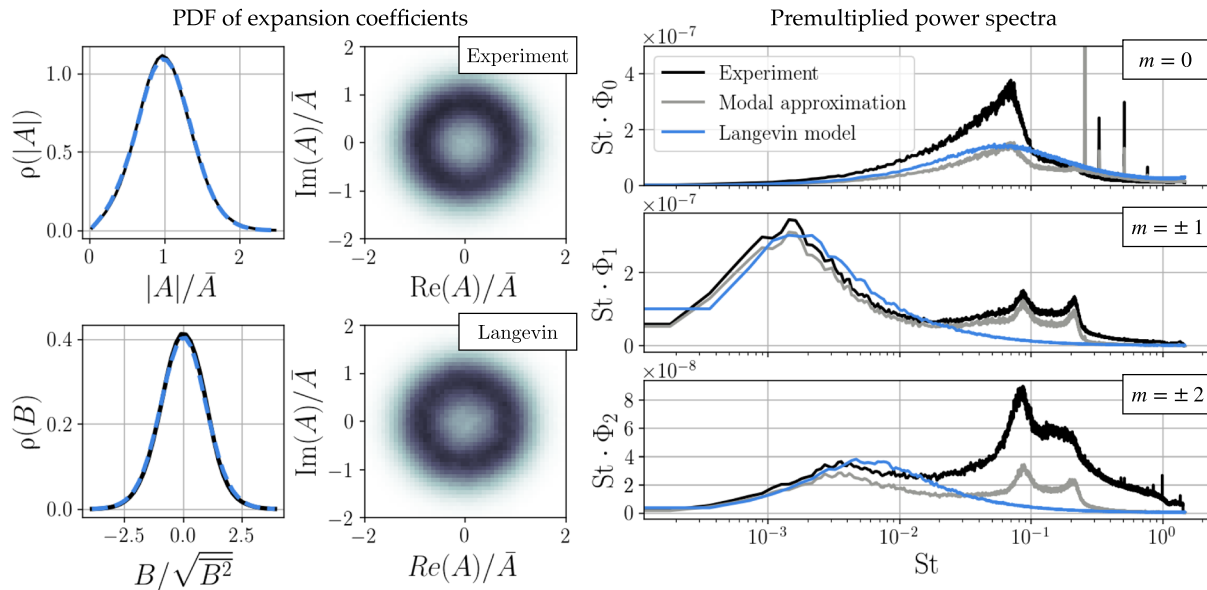 PDF of expansion coefficients
1.0
0.5
0.0
ρ(|A|)
0 1 2
|A|/Ā
2
1
0
−1
−2
Im(A)/Ā
−2 0 2
Re(A)/Ā
Experiment
0.4
0.2
0.0
ρ(B)
−2.5 0.0 2.5
B/√B̅²̅
2
1
0
−1
−2
Im(A)/Ā
−2 0 2
Re(A)/Ā
Langevin
Premultiplied power spectra
×10⁻⁷
4
2
0
St · Φ₀
Experiment
Modal approximation
Langevin model
m = 0
×10⁻⁷
2
0
St · Φ₁
m = ± 1
×10⁻⁸
8
6
4
2
0
St · Φ₂
m = ± 2
10⁻³ 10⁻² 10⁻¹ 10⁰
St